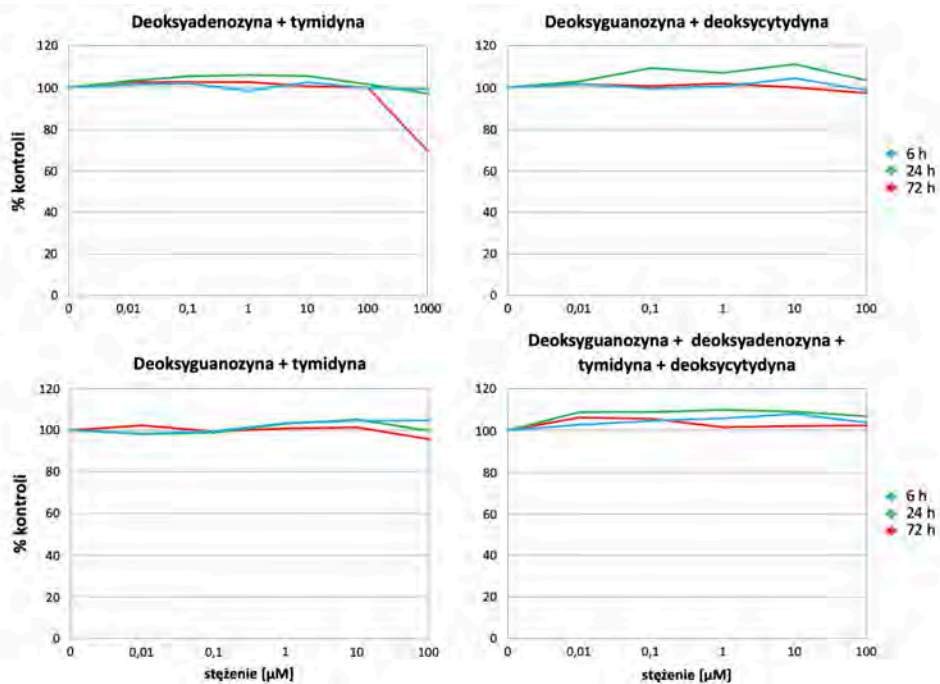 Deoksyadenozyna + tymidyna
% kontroli
120
100
80
60
40
20
0
0 0,01 0,1 1 10 100 1000
Deoksyguanozyna + deoksycytydyna
120
100
80
60
40
20
0
0 0,01 0,1 1 10 100
6 h
24 h
72 h
Deoksyguanozyna + tymidyna
% kontroli
120
100
80
60
40
20
0
0 0,01 0,1 1 10 100
stężenie [µM]
Deoksyguanozyna + deoksyadenozyna +
tymidyna + deoksycytydyna
120
100
80
60
40
20
0
0 0,01 0,1 1 10 100
stężenie [µM]
6 h
24 h
72 h